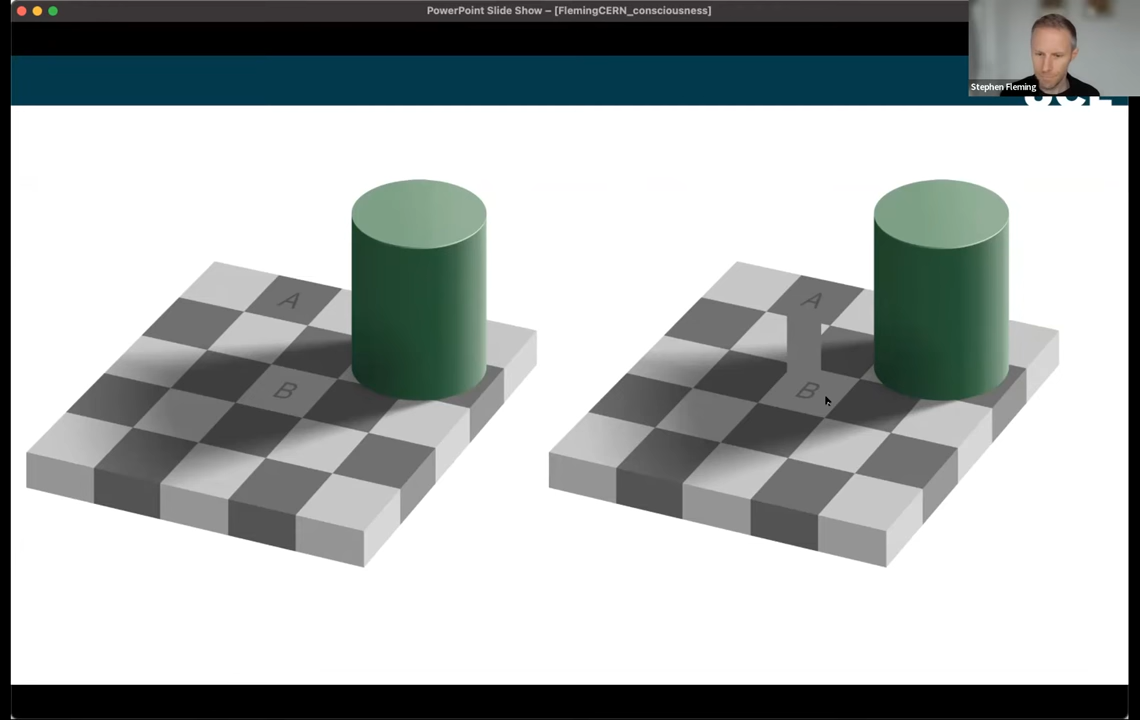 PowerPoint Slide Show – [FlemingCERN_consciousness]
Stephen Fleming
A
A
B
B